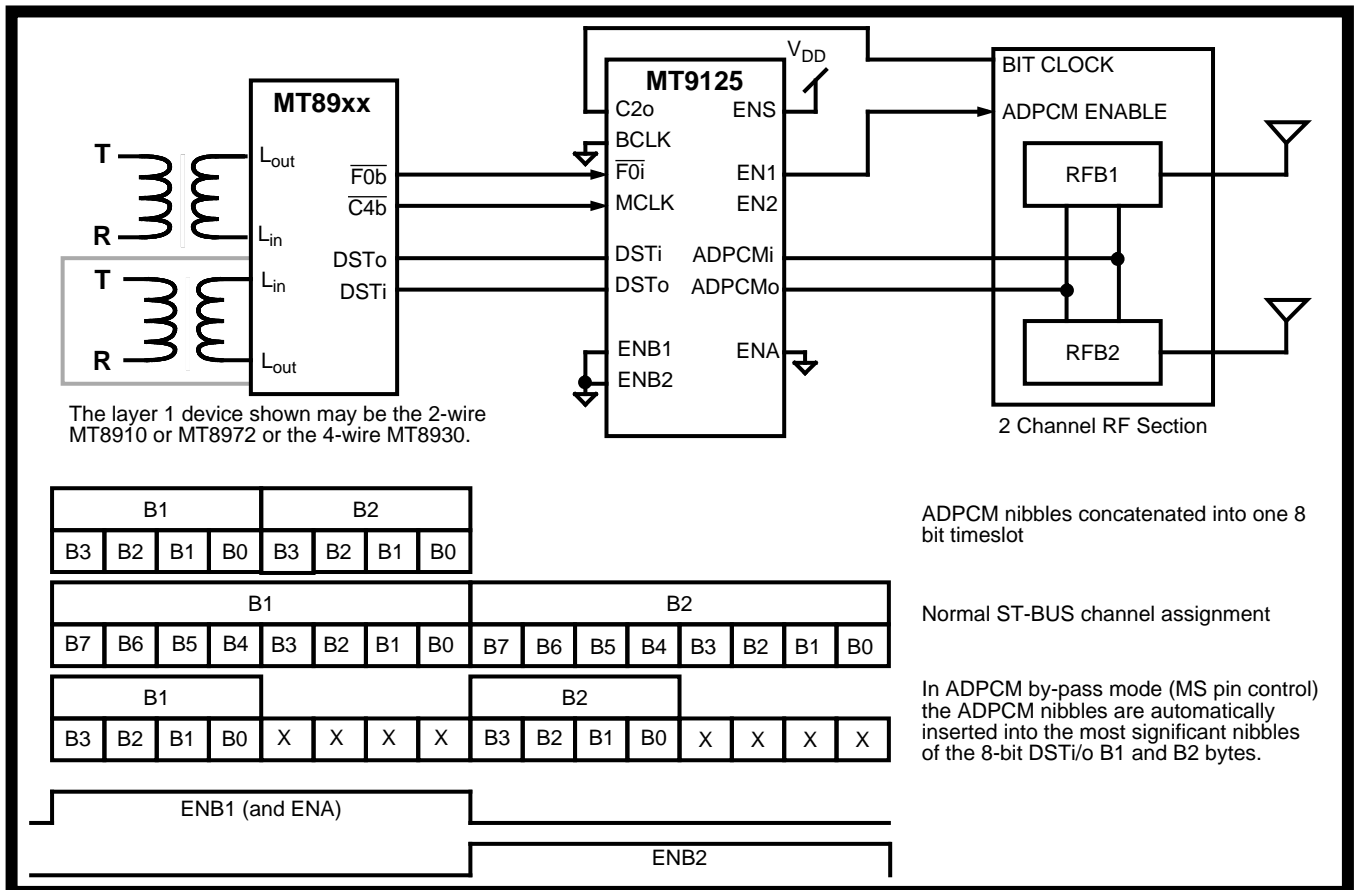 MT89xx
T
R
T
R
Lout
Lin
Lin
Lout
F0b
C4b
DSTo
DSTi
MT9125
C2o
BCLK
F0i
MCLK
DSTi
DSTo
ENB1
ENB2
ENS
EN1
EN2
ADPCMi
ADPCMo
ENA
VDD
BIT CLOCK
ADPCM ENABLE
RFB1
RFB2
2 Channel RF Section
The layer 1 device shown may be the 2-wire
MT8910 or MT8972 or the 4-wire MT8930.
B1 B2
B3 B2 B1 B0 B3 B2 B1 B0
ADPCM nibbles concatenated into one 8
bit timeslot
B1 B2
B7 B6 B5 B4 B3 B2 B1 B0 B7 B6 B5 B4 B3 B2 B1 B0
Normal ST-BUS channel assignment
B1 B2
B3 B2 B1 B0 X X X X B3 B2 B1 B0 X X X X
In ADPCM by-pass mode (MS pin control)
the ADPCM nibbles are automatically
inserted into the most significant nibbles
of the 8-bit DSTi/o B1 and B2 bytes.
ENB1 (and ENA)
ENB2